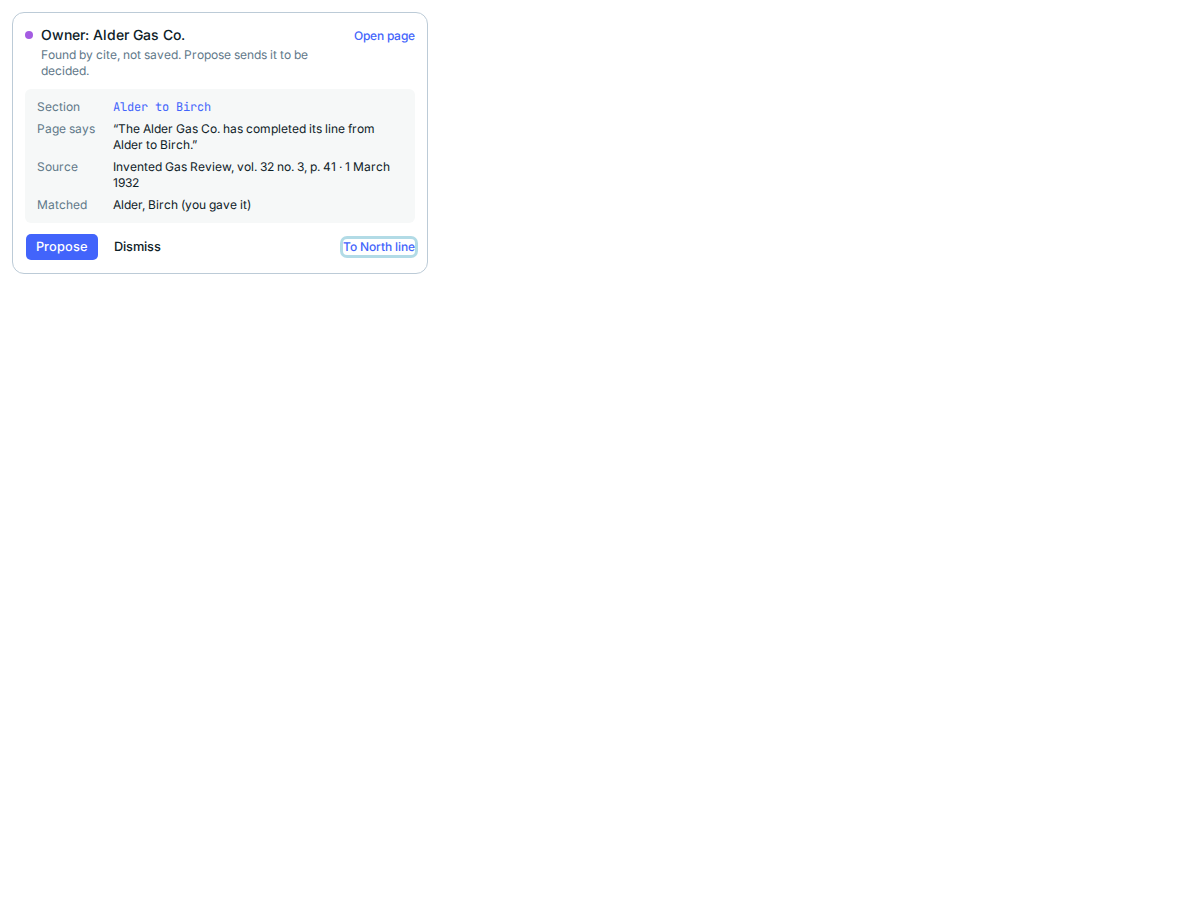 Owner: Alder Gas Co.
Open page
Found by cite, not saved. Propose sends it to be
decided.
Section
Alder to Birch
Page says
“The Alder Gas Co. has completed its line from
Alder to Birch.”
Source
Invented Gas Review, vol. 32 no. 3, p. 41 · 1 March
1932
Matched
Alder, Birch (you gave it)
Propose
Dismiss
To North line